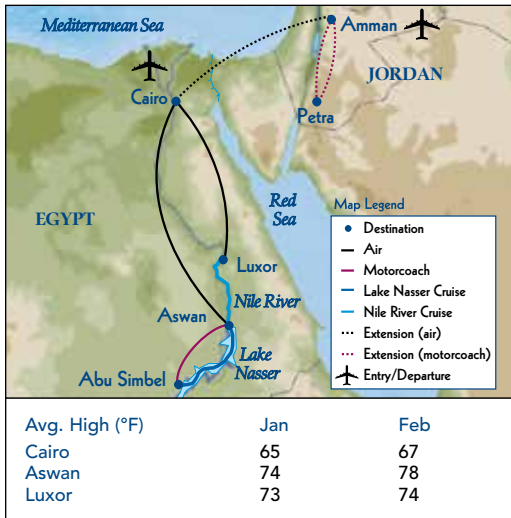 Mediterranean Sea
Amman
JORDAN
Cairo
Petra
EGYPT
Red
Sea
Luxor
Nile River
Aswan
Lake
Nasser
Abu Simbel
Map Legend
Destination
Air
Motorcoach
Lake Nasser Cruise
Nile River Cruise
Extension (air)
Extension (motorcoach)
Entry/Departure
Avg. High (°F) Jan Feb
Cairo 65 67
Aswan 74 78
Luxor 73 74